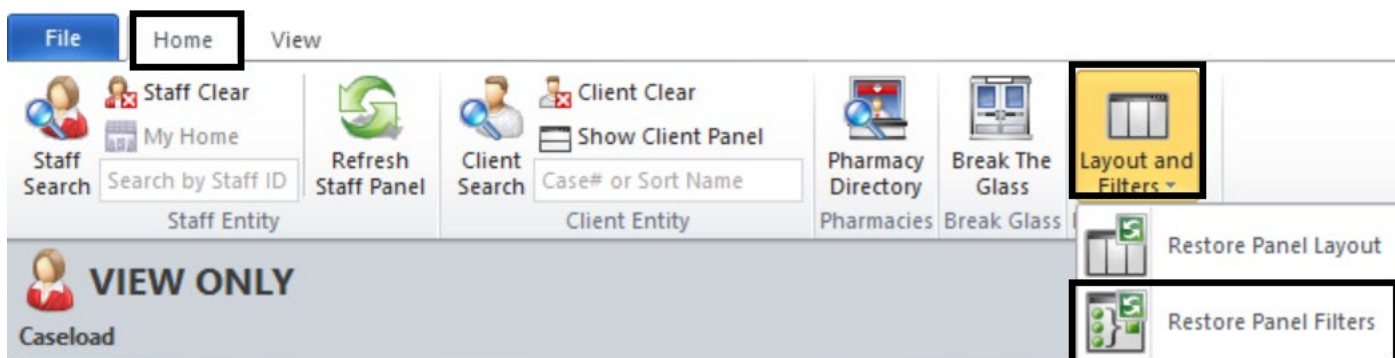 File Home View
Staff Search
Staff Clear
My Home
Search by Staff ID
Refresh Staff Panel
Staff Entity
Client Search
Client Clear
Show Client Panel
Case# or Sort Name
Client Entity
Pharmacy Directory
Pharmacies
Break The Glass
Break Glass
Layout and Filters
Restore Panel Layout
Restore Panel Filters
VIEW ONLY
Caseload